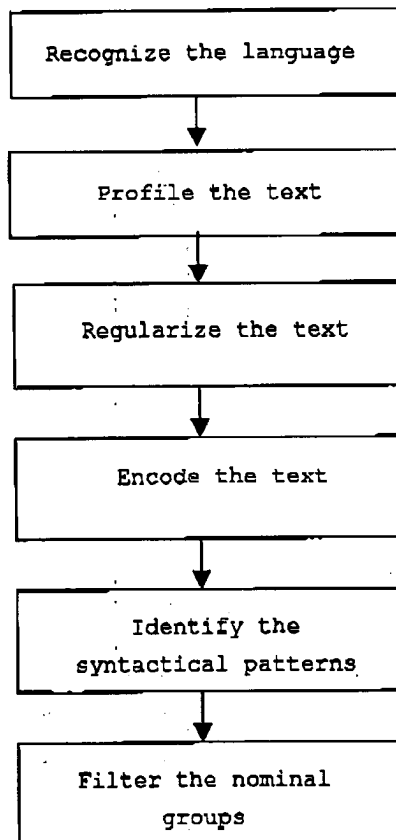 Recognize the language
Profile the text
Regularize the text
Encode the text
Identify the
syntactical patterns
Filter the nominal
groups